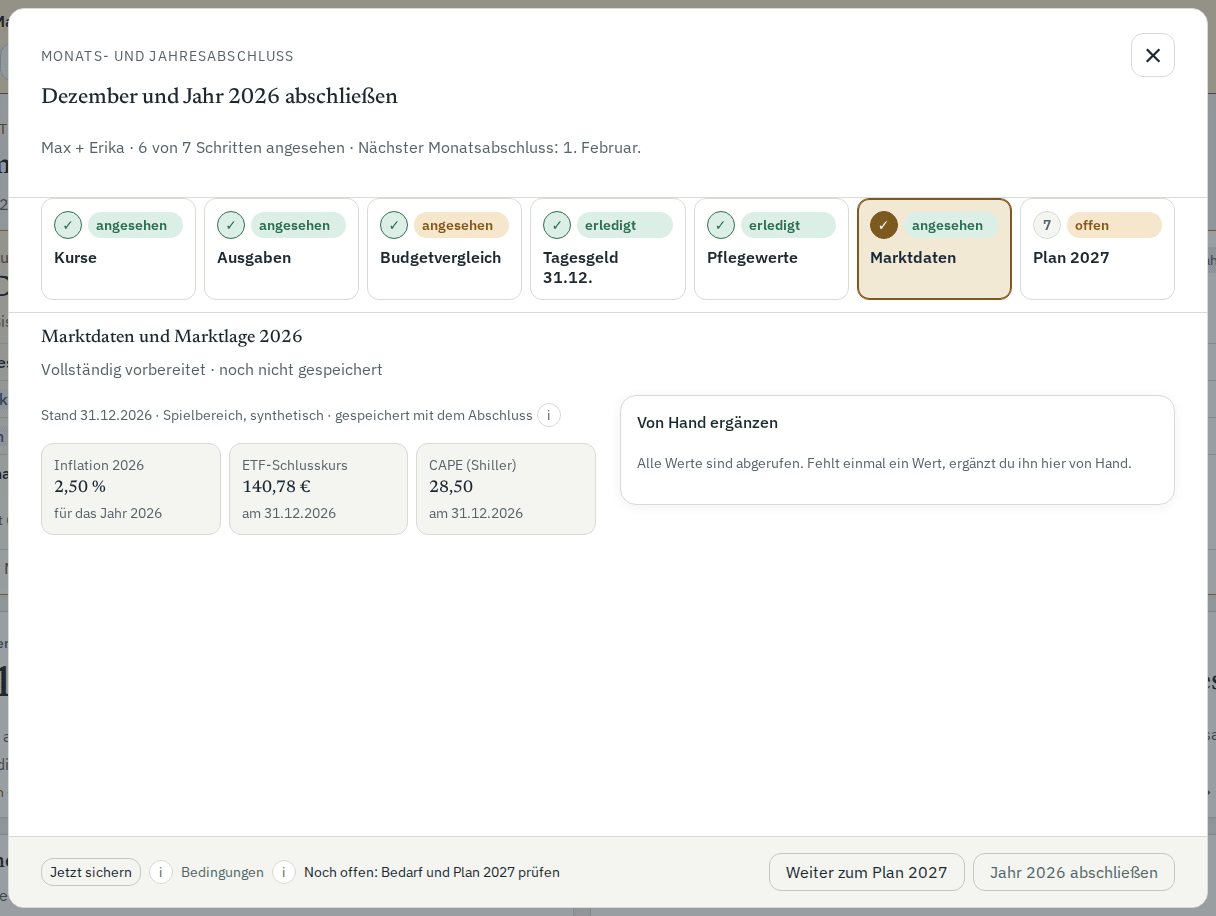 MONATS- UND JAHRESABSCHLUSS
Dezember und Jahr 2026 abschließen
Max + Erika · 6 von 7 Schritten angesehen · Nächster Monatsabschluss: 1. Februar.
✓ angesehen
Kurse
✓ angesehen
Ausgaben
✓ angesehen
Budgetvergleich
✓ erledigt
Tagesgeld
31.12.
✓ erledigt
Pflegewerte
✓ angesehen
Marktdaten
7 offen
Plan 2027
Marktdaten und Marktlage 2026
Vollständig vorbereitet · noch nicht gespeichert
Stand 31.12.2026 · Spielbereich, synthetisch · gespeichert mit dem Abschluss i
Inflation 2026
2,50 %
für das Jahr 2026
ETF-Schlusskurs
140,78 €
am 31.12.2026
CAPE (Shiller)
28,50
am 31.12.2026
Von Hand ergänzen
Alle Werte sind abgerufen. Fehlt einmal ein Wert, ergänzt du ihn hier von Hand.
Jetzt sichern i Bedingungen i Noch offen: Bedarf und Plan 2027 prüfen
Weiter zum Plan 2027
Jahr 2026 abschließen